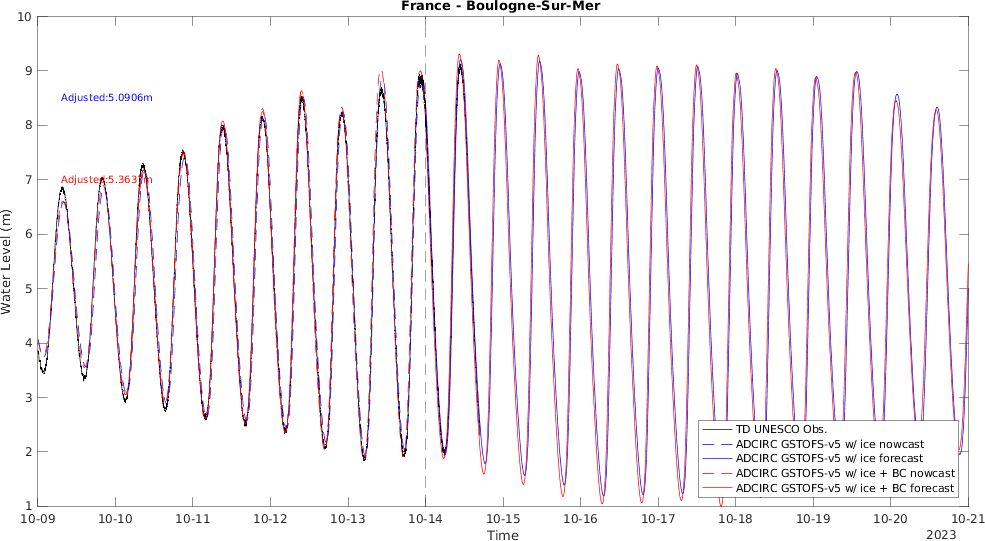 France - Boulogne-Sur-Mer
10
9
8
7
6
5
4
3
2
1
Water Level (m)
Adjusted:5.0906m
Adjusted:5.3637m
TD UNESCO Obs.
ADCIRC GSTOFS-v5 w/ ice nowcast
ADCIRC GSTOFS-v5 w/ ice forecast
ADCIRC GSTOFS-v5 w/ ice + BC nowcast
ADCIRC GSTOFS-v5 w/ ice + BC forecast
10-09 10-10 10-11 10-12 10-13 10-14 10-15 10-16 10-17 10-18 10-19 10-20 10-21
Time
2023